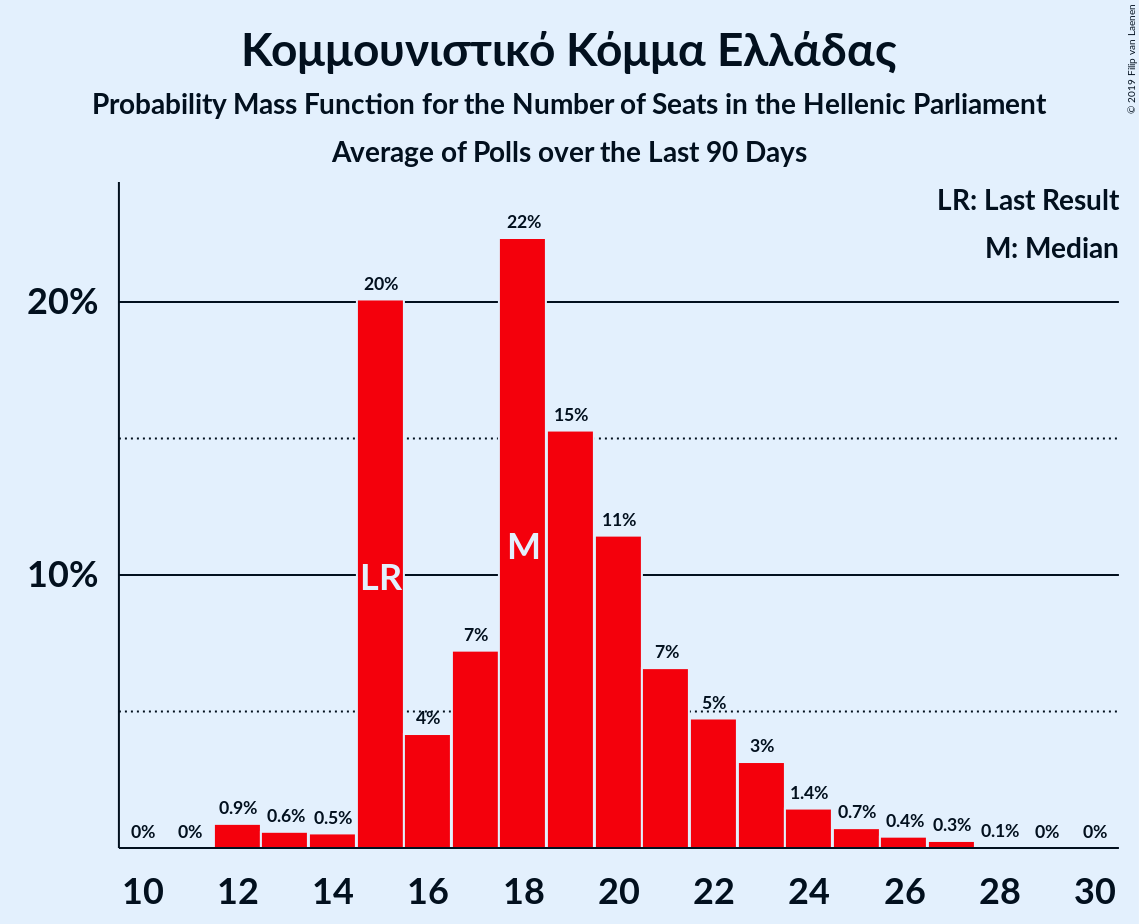 Κομμουνιστικό Κόμμα Ελλάδας
Probability Mass Function for the Number of Seats in the Hellenic Parliament
Average of Polls over the Last 90 Days
© 2019 Filip van Laenen
LR: Last Result
M: Median
20%
10%
0%
0%
0.9%
0.6%
0.5%
20%
4%
7%
22%
15%
11%
7%
5%
3%
1.4%
0.7%
0.4%
0.3%
0.1%
0%
0%
LR
M
10 12 14 16 18 20 22 24 26 28 30